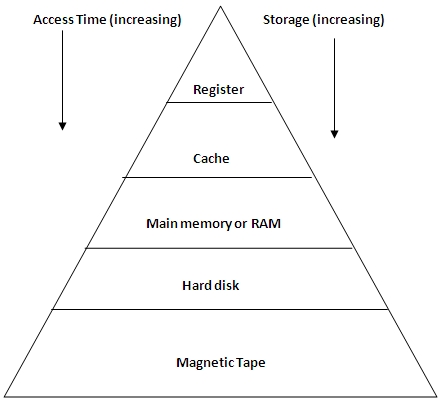 Access Time (increasing)
Storage (increasing)
Register
Cache
Main memory or RAM
Hard disk
Magnetic Tape